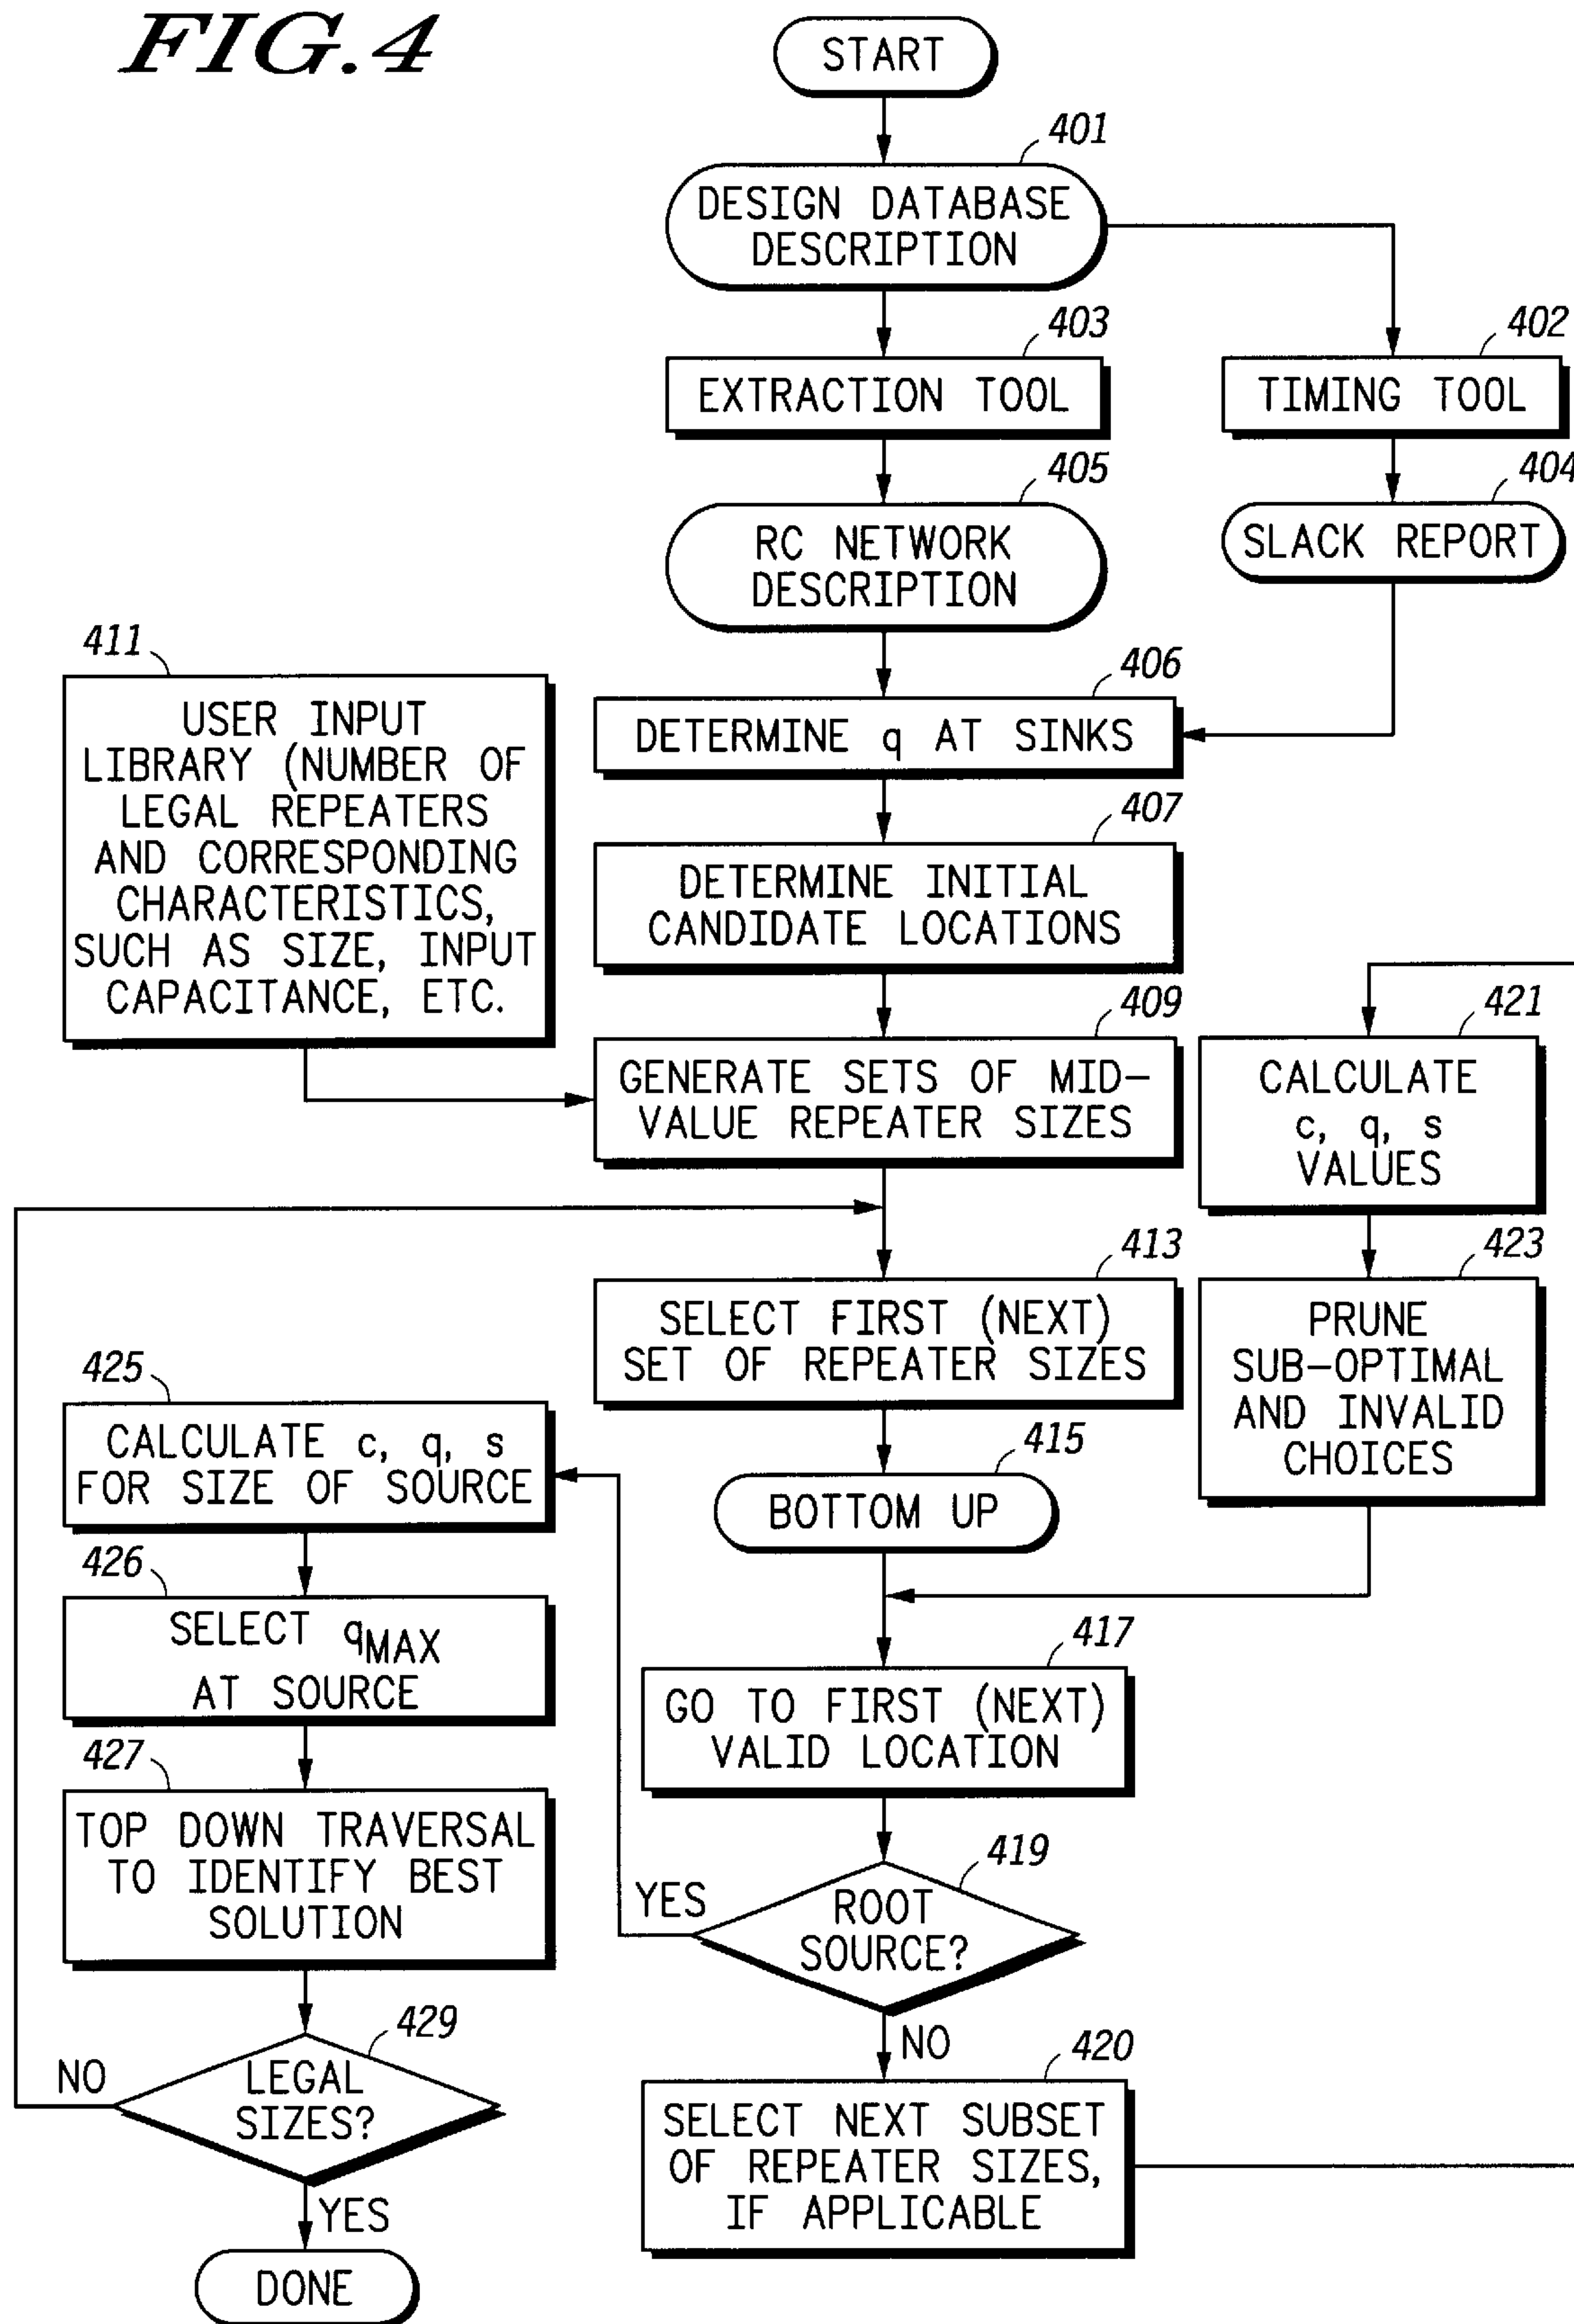 FIG.4
START
401
DESIGN DATABASE
DESCRIPTION
403
EXTRACTION TOOL
402
TIMING TOOL
405
RC NETWORK
DESCRIPTION
404
SLACK REPORT
411
USER INPUT
LIBRARY (NUMBER OF
LEGAL REPEATERS
AND CORRESPONDING
CHARACTERISTICS,
SUCH AS SIZE, INPUT
CAPACITANCE, ETC.
406
DETERMINE q AT SINKS
407
DETERMINE INITIAL
CANDIDATE LOCATIONS
409
GENERATE SETS OF MID-
VALUE REPEATER SIZES
421
CALCULATE
c, q, s
VALUES
413
SELECT FIRST (NEXT)
SET OF REPEATER SIZES
423
PRUNE
SUB-OPTIMAL
AND INVALID
CHOICES
425
CALCULATE c, q, s
FOR SIZE OF SOURCE
415
BOTTOM UP
426
SELECT qMAX
AT SOURCE
417
GO TO FIRST (NEXT)
VALID LOCATION
427
TOP DOWN TRAVERSAL
TO IDENTIFY BEST
SOLUTION
419
YES
ROOT
SOURCE?
NO
429
NO
LEGAL
SIZES?
YES
420
SELECT NEXT SUBSET
OF REPEATER SIZES,
IF APPLICABLE
DONE